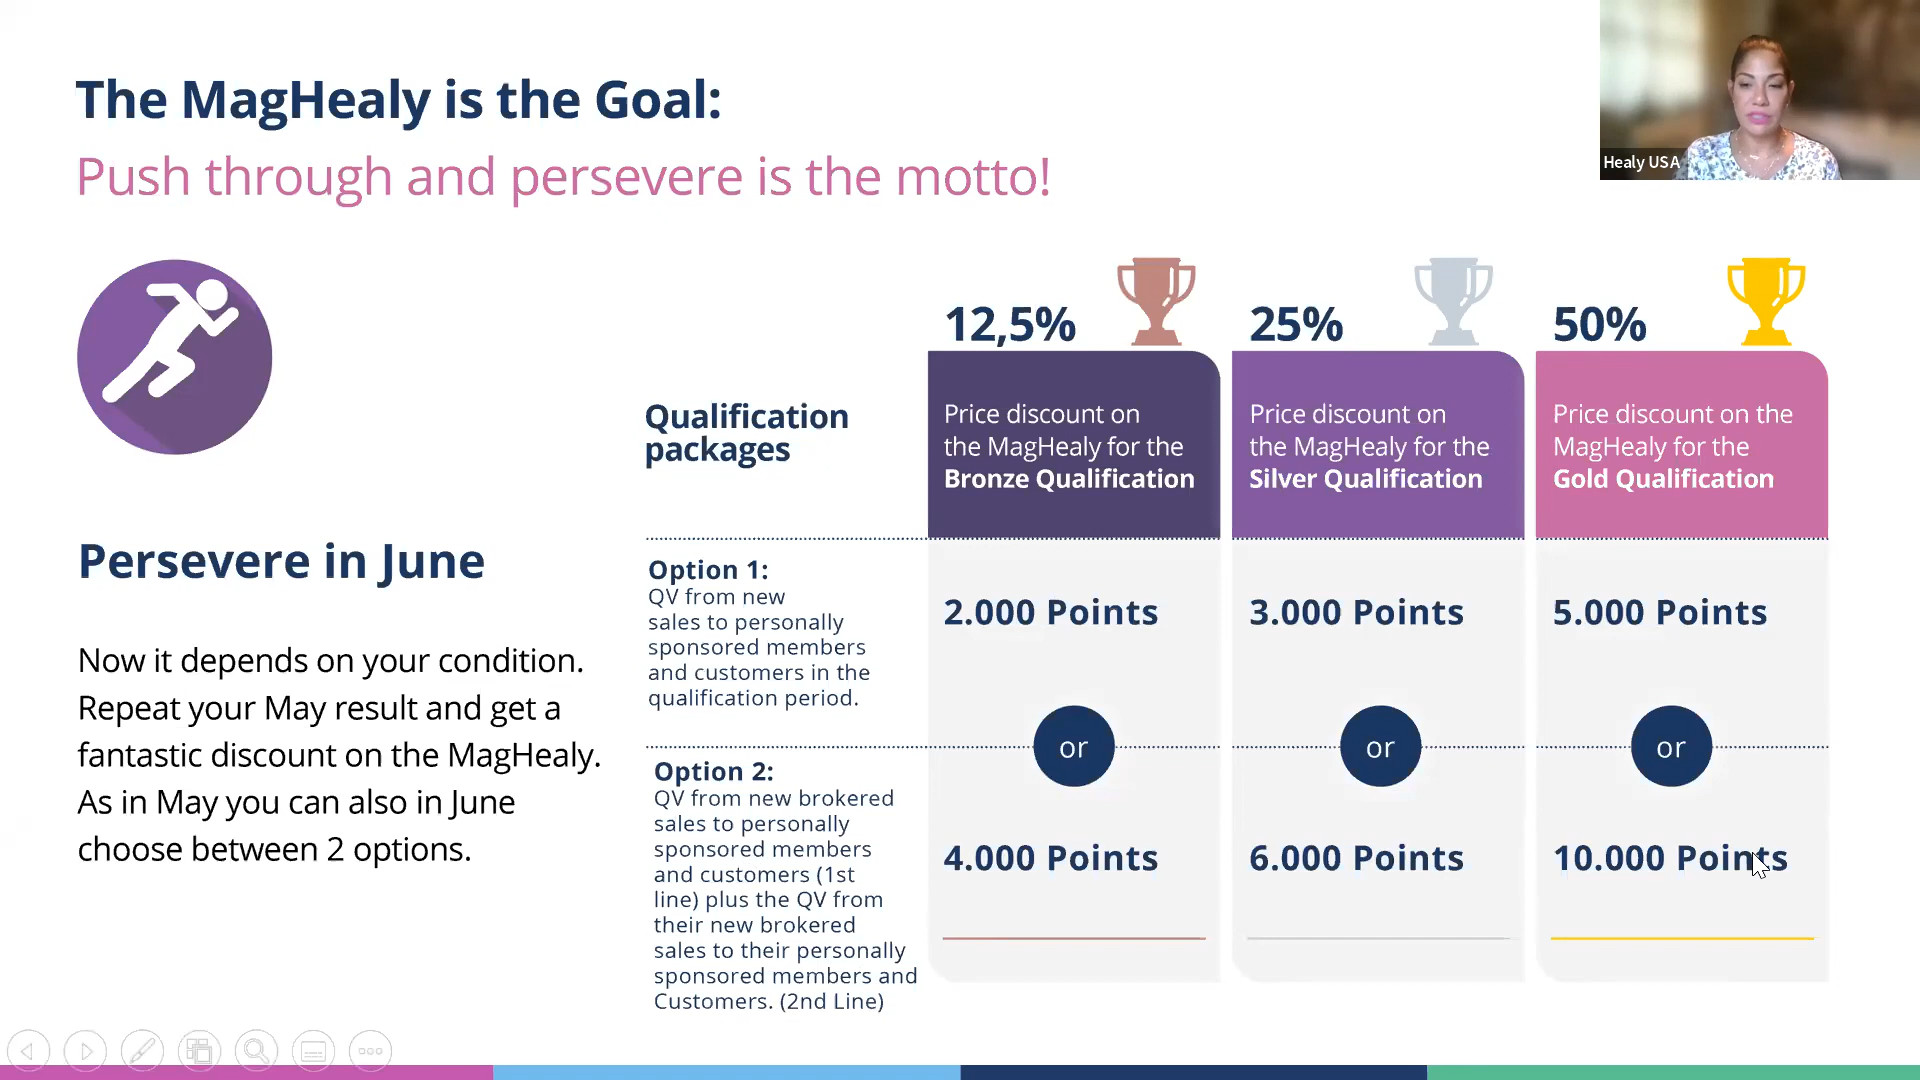 The MagHealy is the Goal:
Push through and persevere is the motto!
Healy USA
Persevere in June
Now it depends on your condition.
Repeat your May result and get a
fantastic discount on the MagHealy.
As in May you can also in June
choose between 2 options.
Qualification
packages
12,5%
Price discount on
the MagHealy for the
Bronze Qualification
25%
Price discount on
the MagHealy for the
Silver Qualification
50%
Price discount on the
MagHealy for the
Gold Qualification
Option 1:
QV from new
sales to personally
sponsored members
and customers in the
qualification period.
2.000 Points
3.000 Points
5.000 Points
or
or
or
Option 2:
QV from new brokered
sales to personally
sponsored members
and customers (1st
line) plus the QV from
their new brokered
sales to their personally
sponsored members and
Customers. (2nd Line)
4.000 Points
6.000 Points
10.000 Points